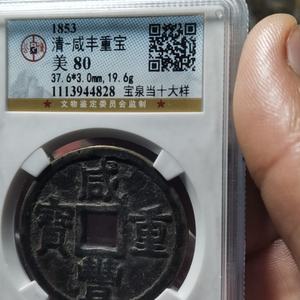 1853
清-咸丰重宝
美 80
37.6*3.0mm,19.6g
1113944828 宝泉当十大样
★ 文物鉴定委员会监制 ★
咸
寶 重
豐